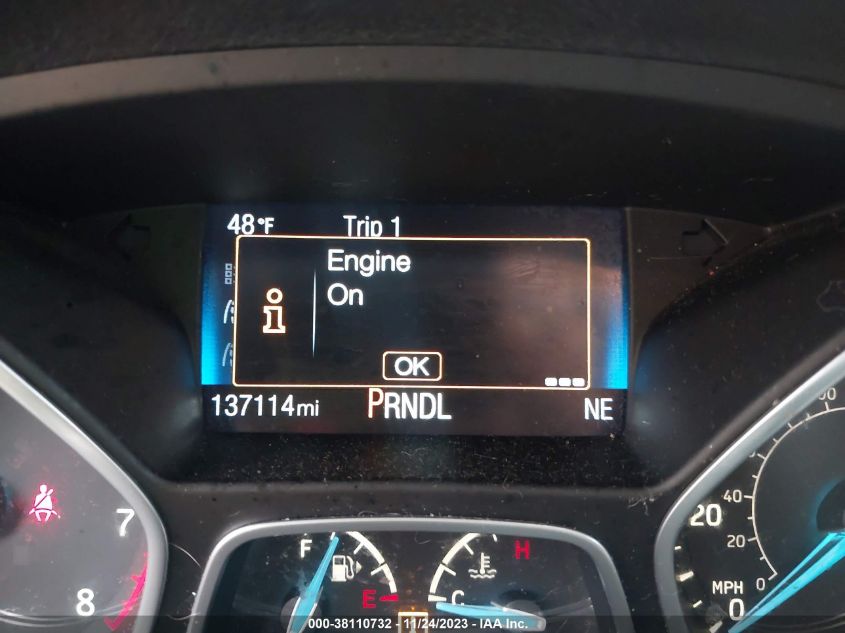 48°F Trip 1
Engine
On
OK
137114mi PRNDL NE
7
8
F
E
H
C
20
0
MPH
40
20
0
000-38110732 - 11/24/2023 - IAA Inc.